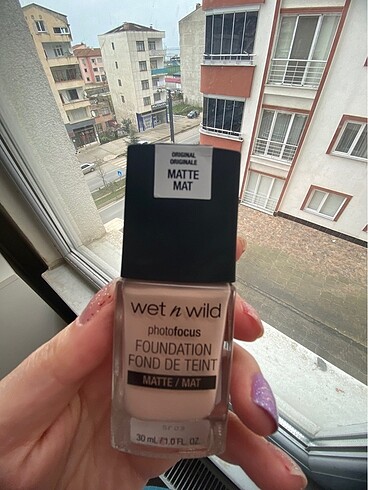 ORIGINAL
ORIGINALE
MATTE
MAT
wet n wild
photofocus
FOUNDATION
FOND DE TEINT
MATTE / MAT
30 mL ℮ 1.0 FL. OZ.